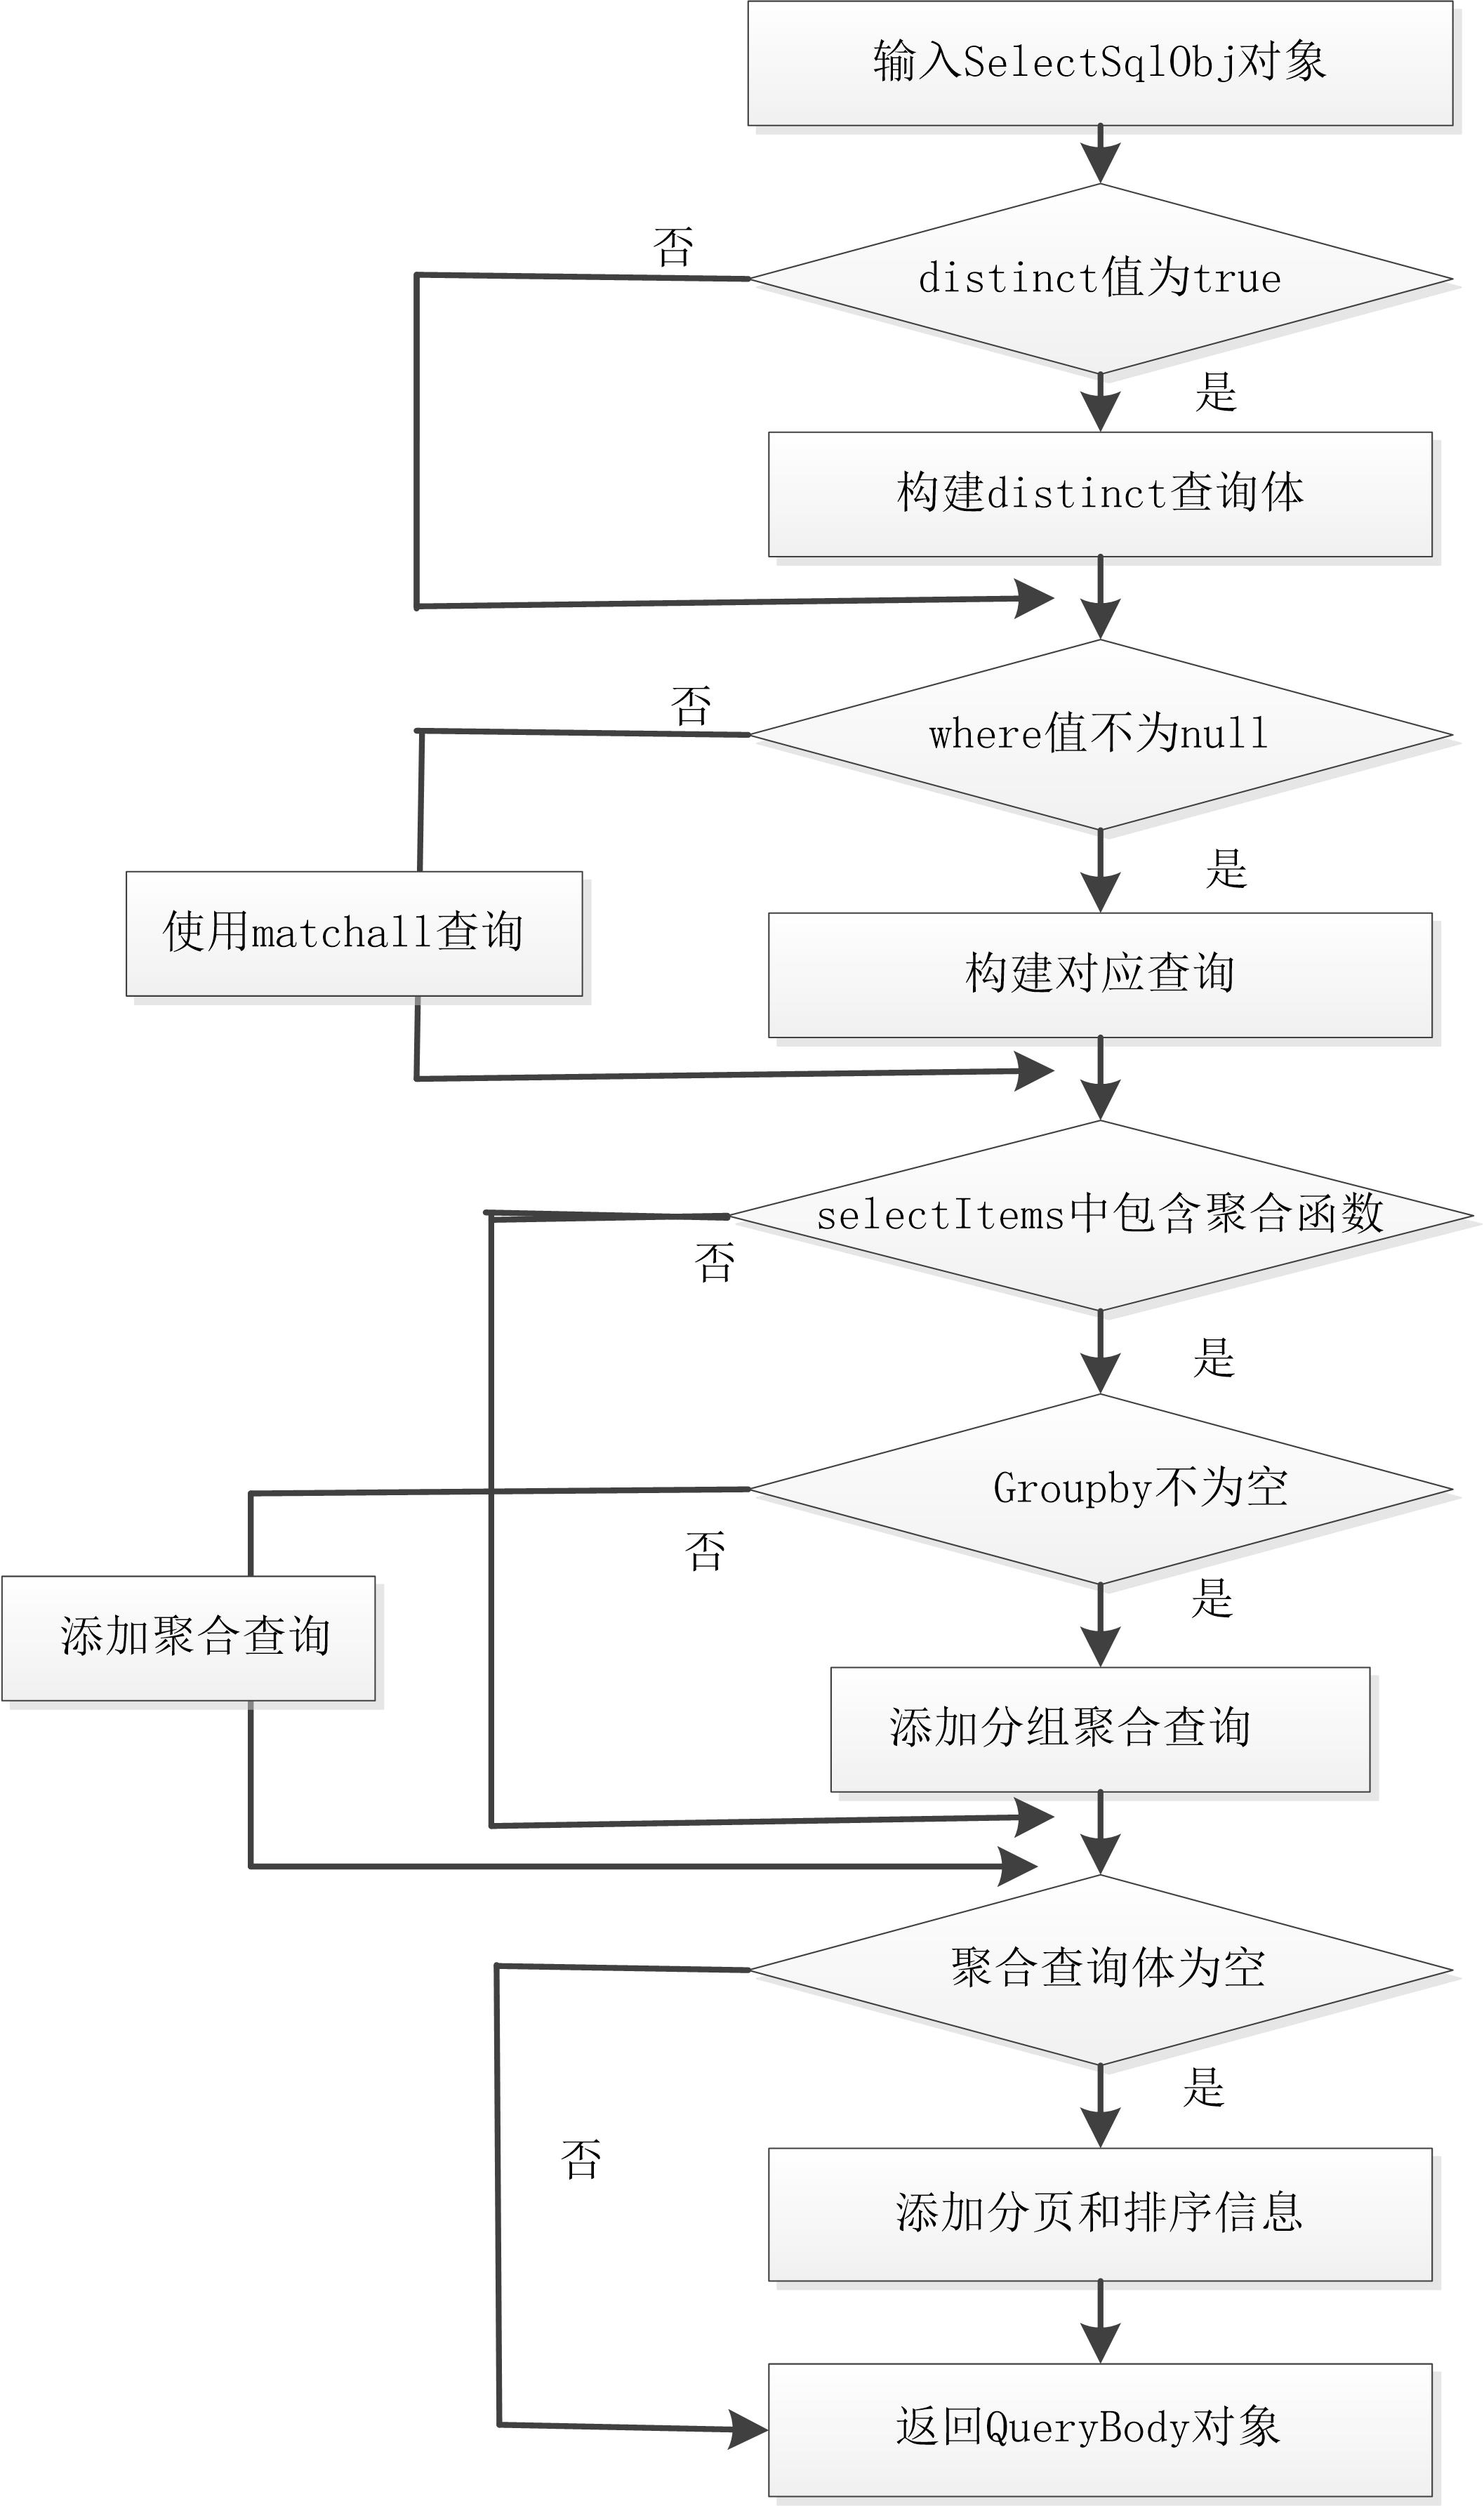 输入SelectSqlObj对象
否
distinct值为true
是
构建distinct查询体
否
where值不为null
是
使用matchall查询
构建对应查询
selectItems中包含聚合函数
否
是
Groupby不为空
否
是
添加聚合查询
添加分组聚合查询
聚合查询体为空
是
否
添加分页和排序信息
返回QueryBody对象